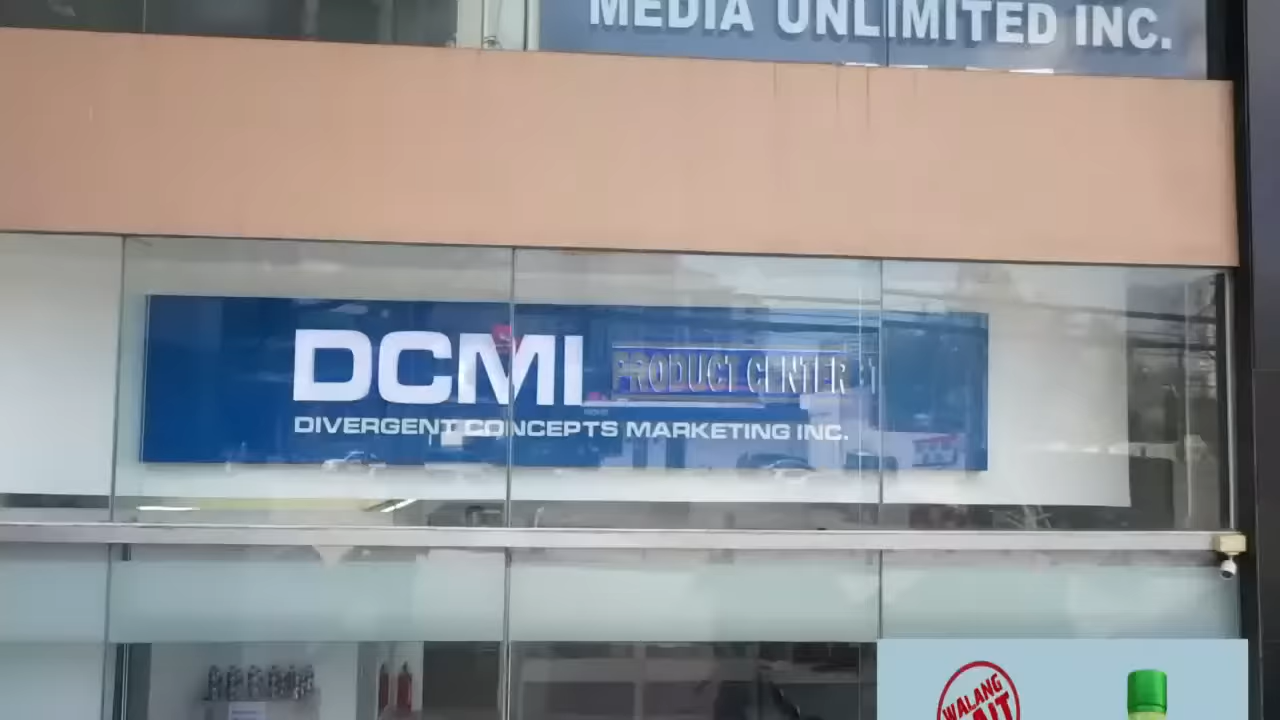 MEDIA UNLIMITED INC.
DCMI PRODUCT CENTER
DIVERGENT CONCEPTS MARKETING INC.
WALANG